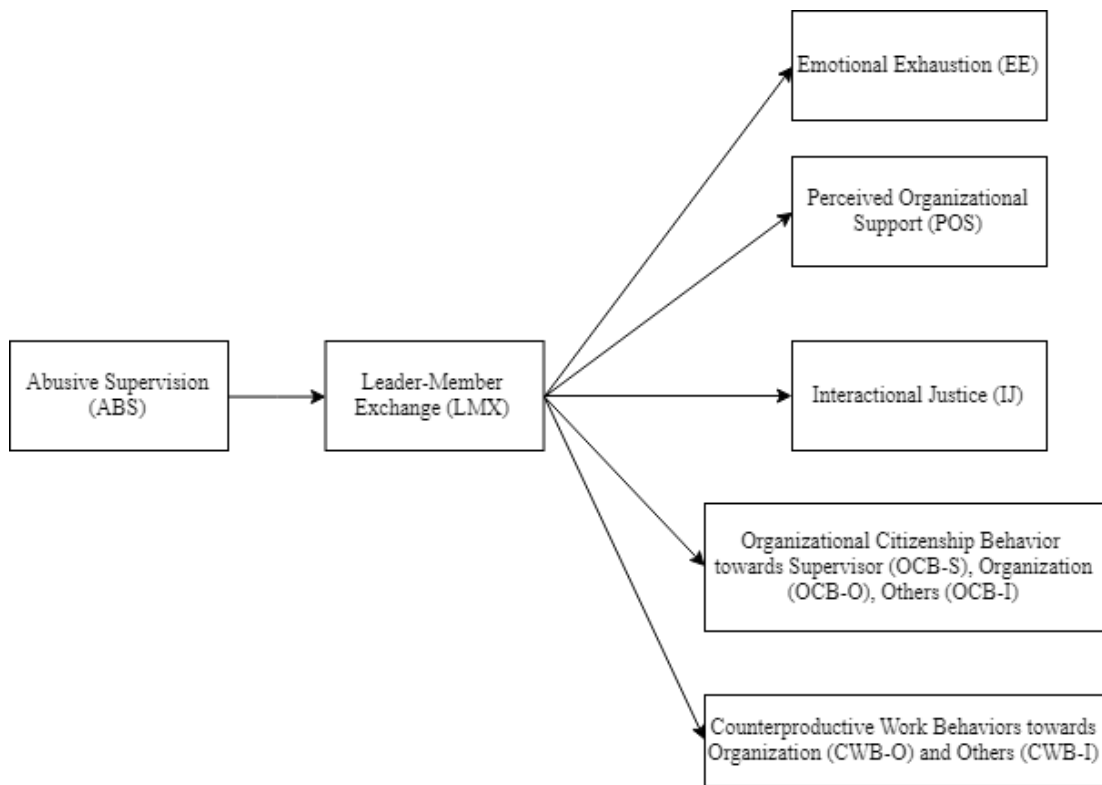 Emotional Exhaustion (EE)
Perceived Organizational
Support (POS)
Abusive Supervision
(ABS)
Leader-Member
Exchange (LMX)
Interactional Justice (IJ)
Organizational Citizenship Behavior
towards Supervisor (OCB-S), Organization
(OCB-O), Others (OCB-I)
Counterproductive Work Behaviors towards
Organization (CWB-O) and Others (CWB-I)